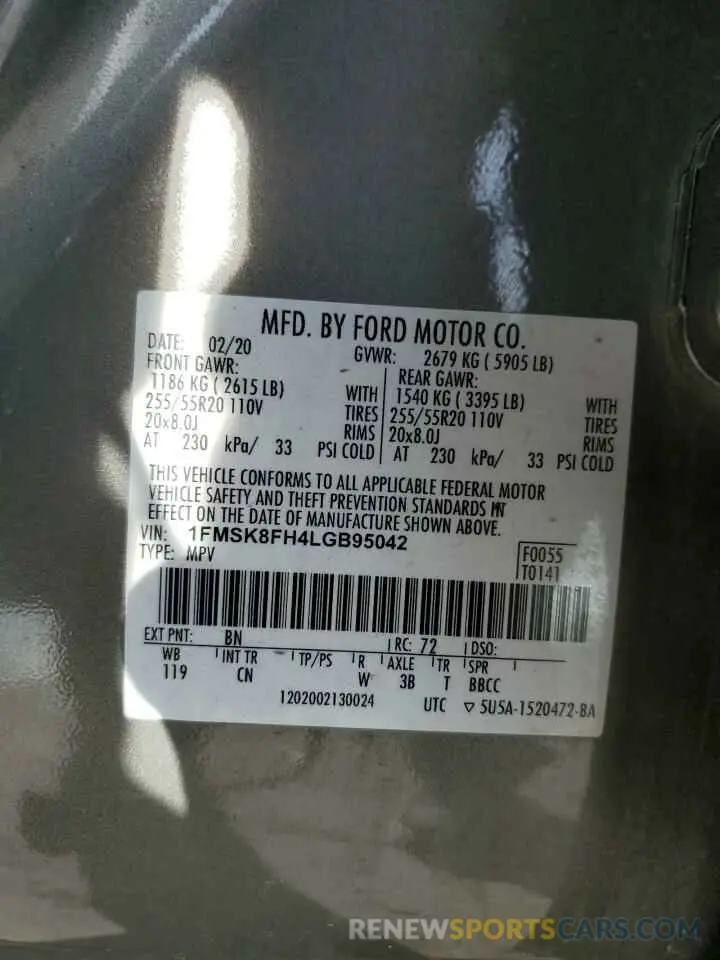 MFD. BY FORD MOTOR CO.
DATE: 02/20 GVWR: 2679 KG ( 5905 LB)
FRONT GAWR: REAR GAWR:
1186 KG ( 2615 LB) WITH 1540 KG ( 3395 LB) WITH
255/55R20 110V TIRES 255/55R20 110V TIRES
20x8.0J RIMS 20x8.0J RIMS
AT 230 kPa/ 33 PSI COLD AT 230 kPa/ 33 PSI COLD
THIS VEHICLE CONFORMS TO ALL APPLICABLE FEDERAL MOTOR
VEHICLE SAFETY AND THEFT PREVENTION STANDARDS IN
EFFECT ON THE DATE OF MANUFACTURE SHOWN ABOVE.
VIN: 1FMSK8FH4LGB95042
TYPE: MPV
F0055
T0141
EXT PNT: BN RC: 72 DSO:
WB INT TR TP/PS R AXLE TR SPR
119 CN W 3B T BBCC
1202002130024 UTC ▽ 5U5A-1520472-BA
RENEWSPORTSCARS.COM